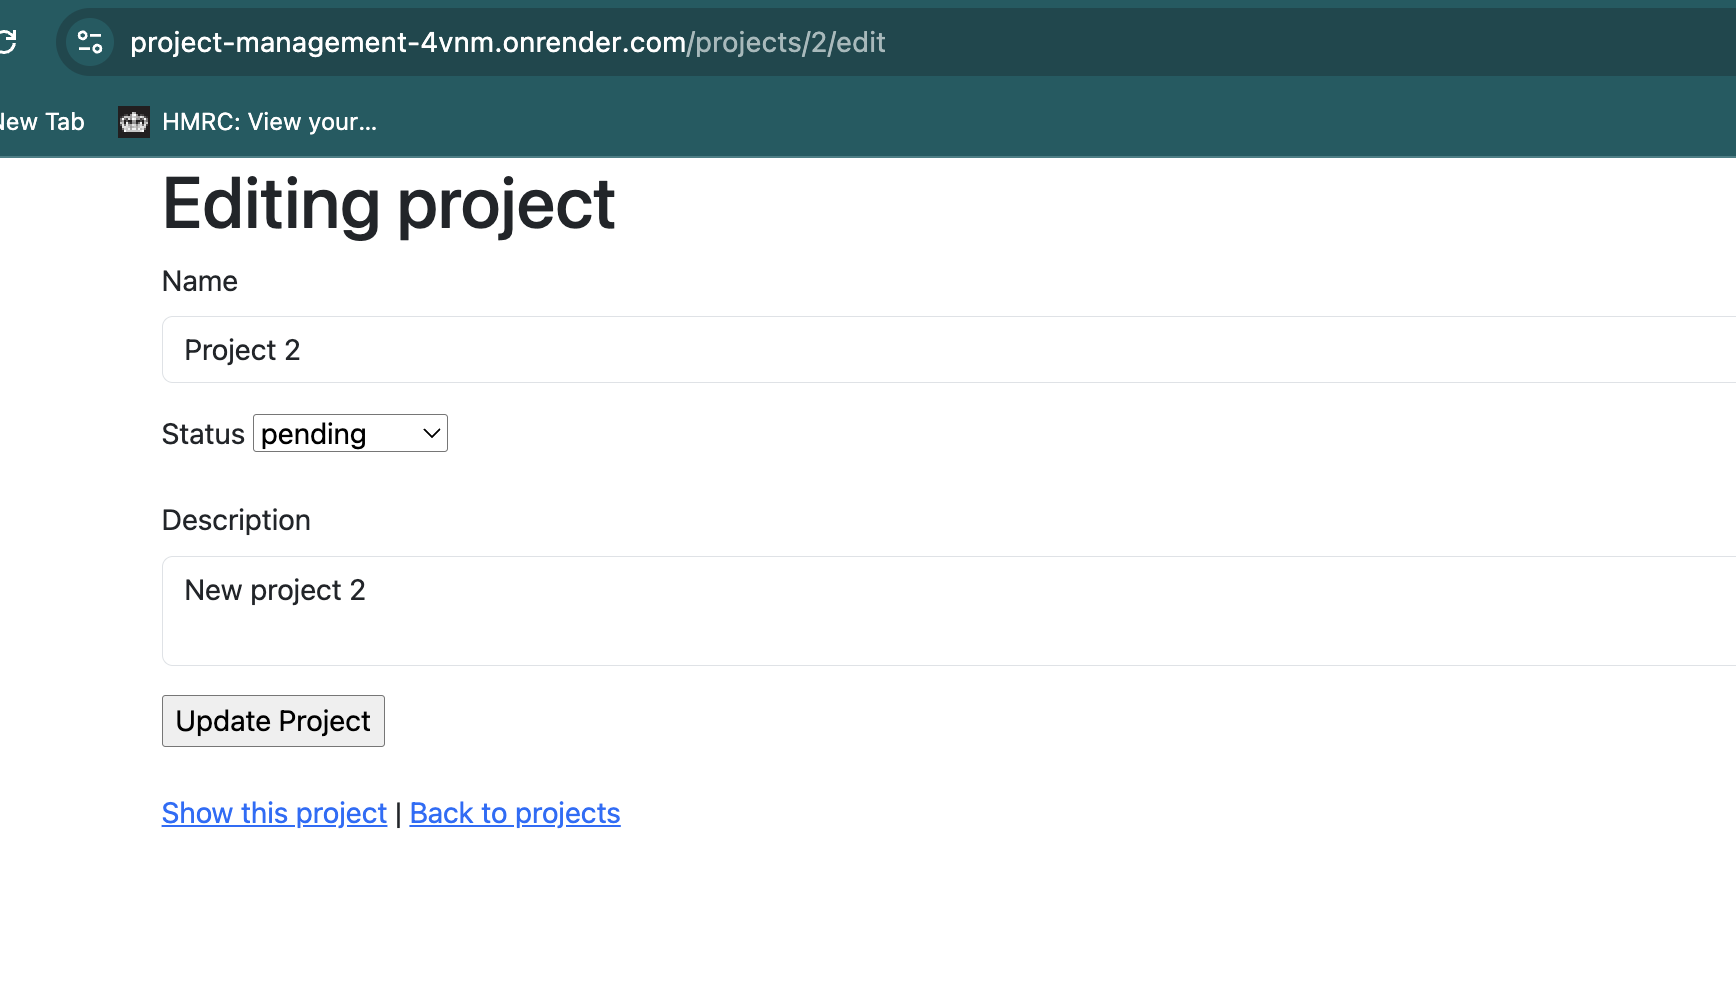 project-management-4vnm.onrender.com/projects/2/edit
New Tab HMRC: View your...
Editing project
Name
Project 2
Status pending
Description
New project 2
Update Project
Show this project | Back to projects